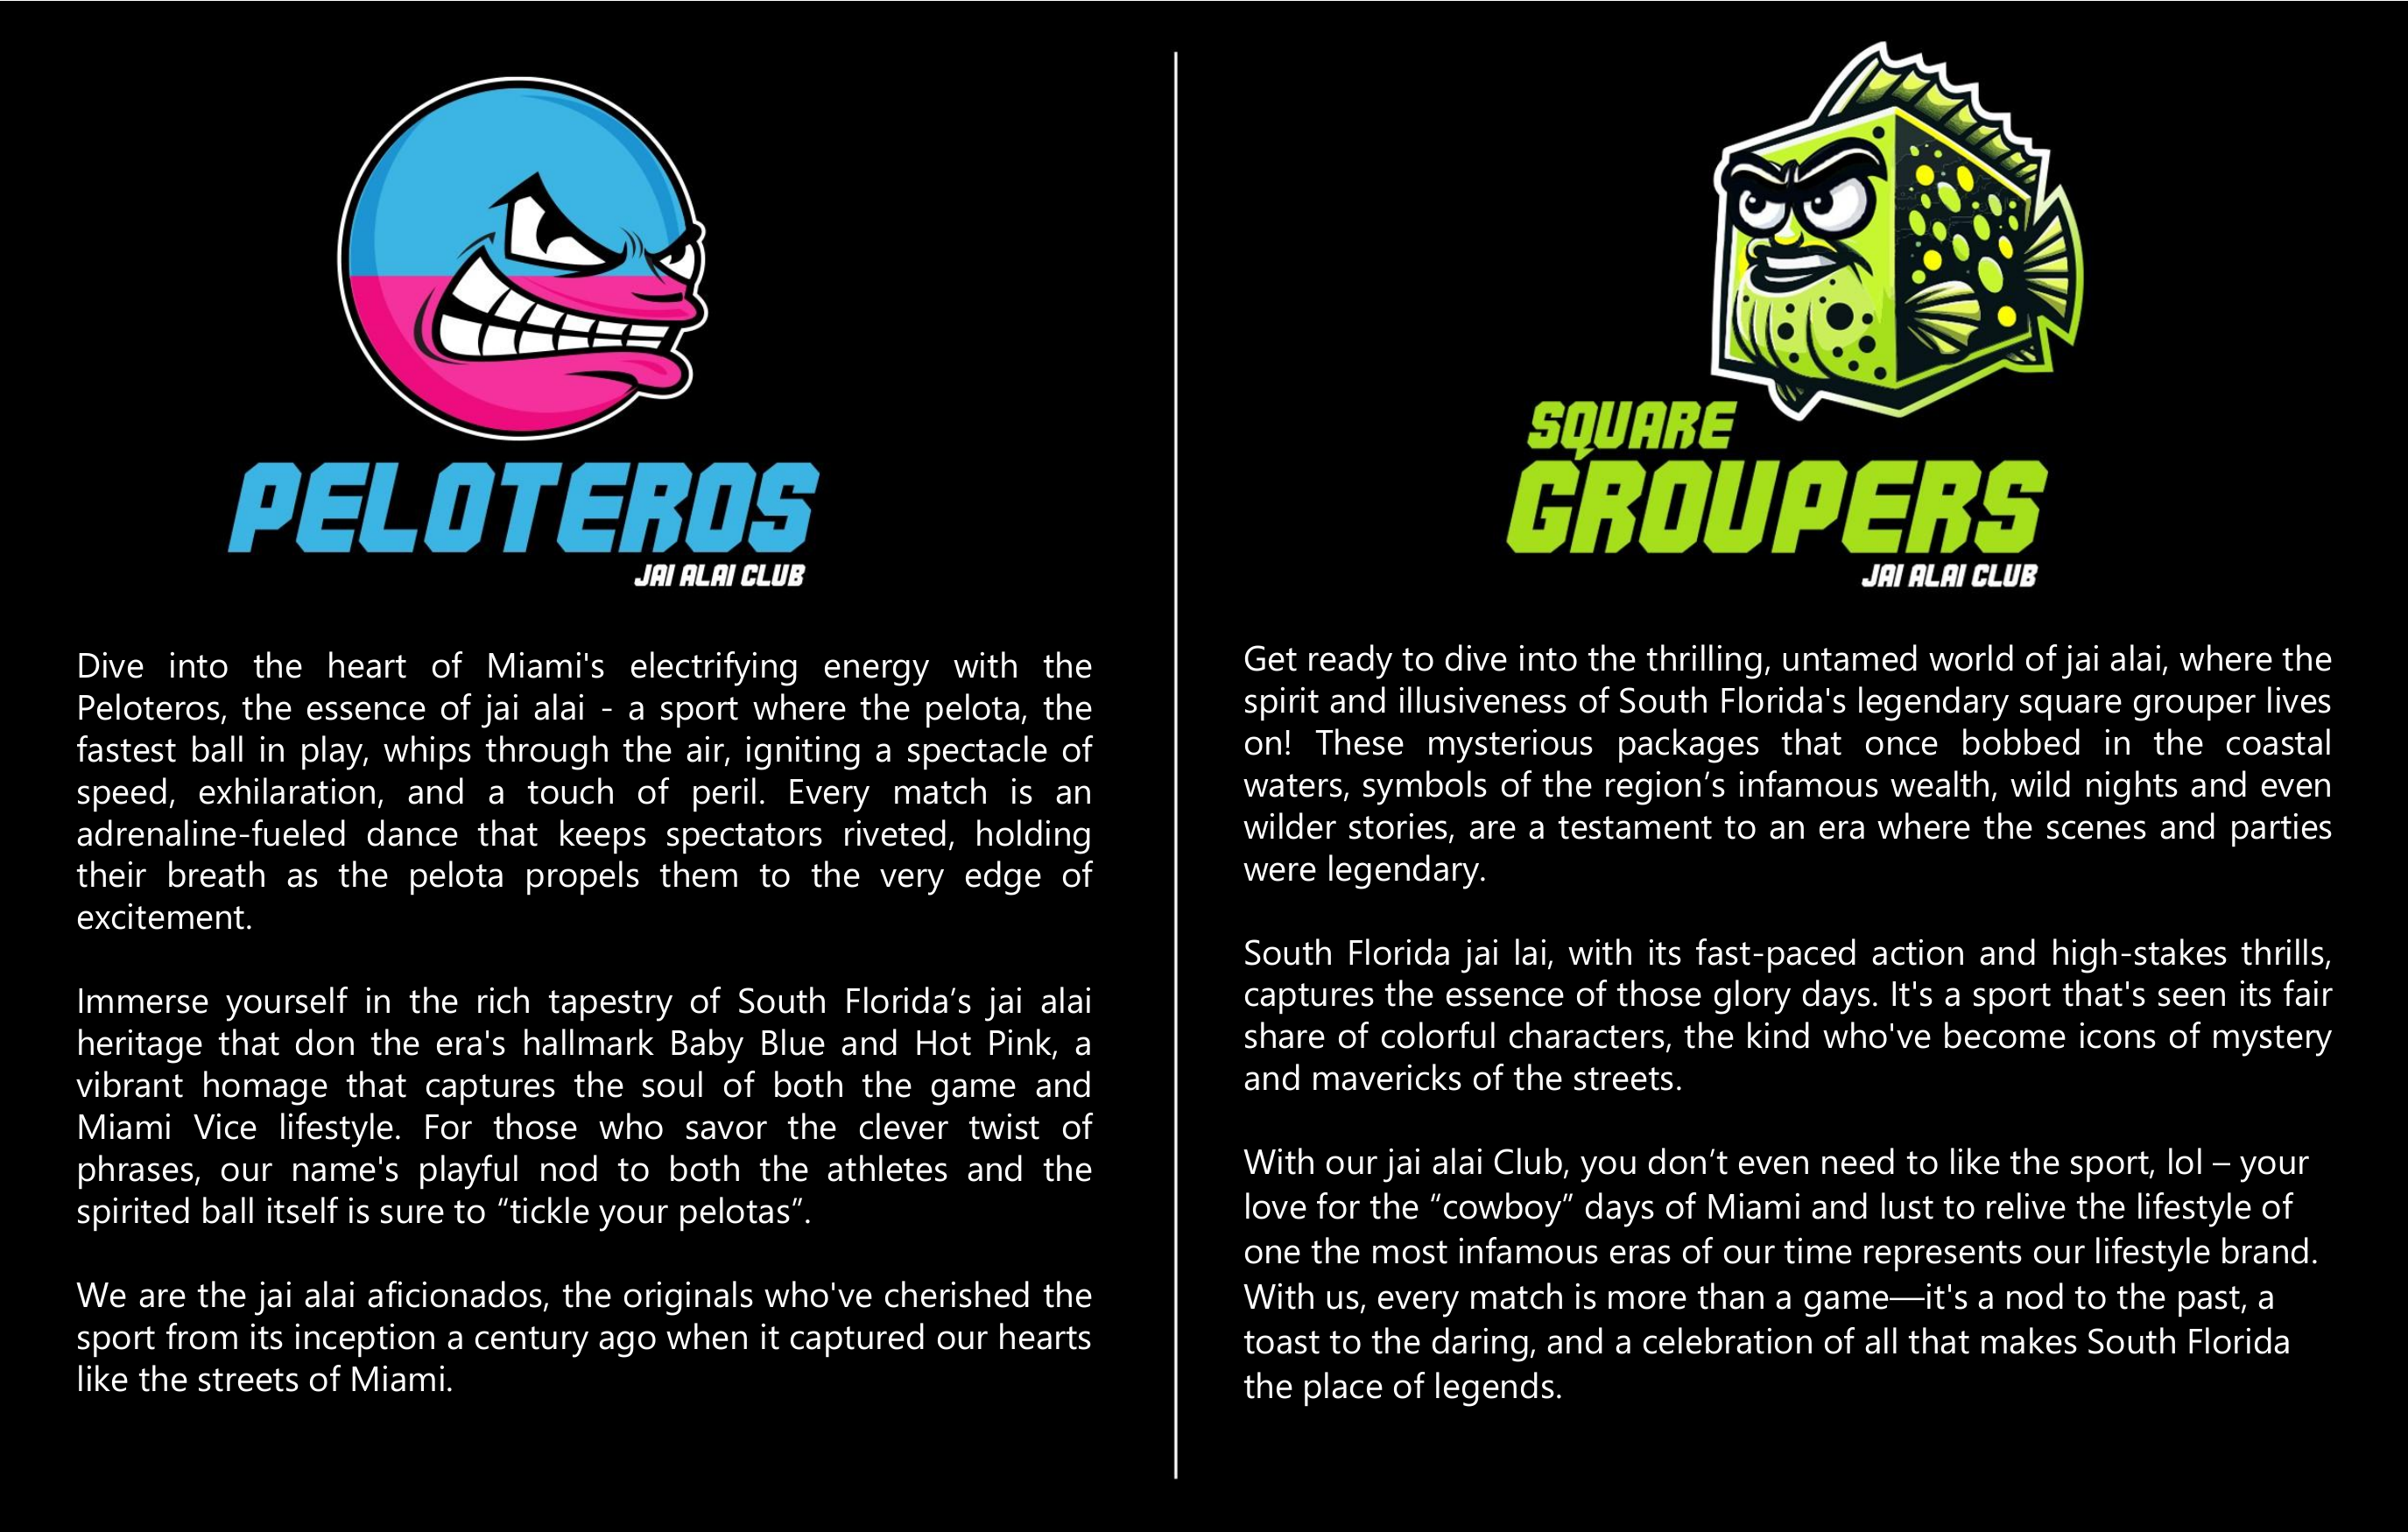 PELOTEROS
JAI ALAI CLUB
Dive into the heart of Miami's electrifying energy with the
Peloteros, the essence of jai alai - a sport where the pelota, the
fastest ball in play, whips through the air, igniting a spectacle of
speed, exhilaration, and a touch of peril. Every match is an
adrenaline-fueled dance that keeps spectators riveted, holding
their breath as the pelota propels them to the very edge of
excitement.
Immerse yourself in the rich tapestry of South Florida’s jai alai
heritage that don the era's hallmark Baby Blue and Hot Pink, a
vibrant homage that captures the soul of both the game and
Miami Vice lifestyle. For those who savor the clever twist of
phrases, our name's playful nod to both the athletes and the
spirited ball itself is sure to “tickle your pelotas”.
We are the jai alai aficionados, the originals who've cherished the
sport from its inception a century ago when it captured our hearts
like the streets of Miami.
SQUARE
GROUPERS
JAI ALAI CLUB
Get ready to dive into the thrilling, untamed world of jai alai, where the
spirit and illusiveness of South Florida's legendary square grouper lives
on! These mysterious packages that once bobbed in the coastal
waters, symbols of the region’s infamous wealth, wild nights and even
wilder stories, are a testament to an era where the scenes and parties
were legendary.
South Florida jai lai, with its fast-paced action and high-stakes thrills,
captures the essence of those glory days. It's a sport that's seen its fair
share of colorful characters, the kind who've become icons of mystery
and mavericks of the streets.
With our jai alai Club, you don’t even need to like the sport, lol – your
love for the “cowboy” days of Miami and lust to relive the lifestyle of
one the most infamous eras of our time represents our lifestyle brand.
With us, every match is more than a game—it's a nod to the past, a
toast to the daring, and a celebration of all that makes South Florida
the place of legends.